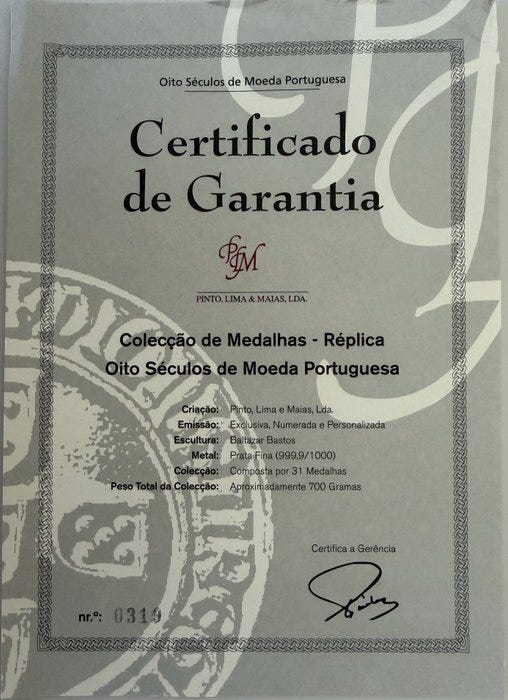 Oito Séculos de Moeda Portuguesa
Certificado
de Garantia
PLM
PINTO, LIMA & MAIAS, LDA.
Colecção de Medalhas - Réplica
Oito Séculos de Moeda Portuguesa
Criação: Pinto, Lima e Maias, Lda.
Emissão: Exclusiva, Numerada e Personalizada
Escultura: Baltazar Bastos
Metal: Prata Fina (999,9/1000)
Colecção: Composta por 31 Medalhas
Peso Total da Colecção: Aproximadamente 700 Gramas
Certifica a Gerência
nr.º: 0319